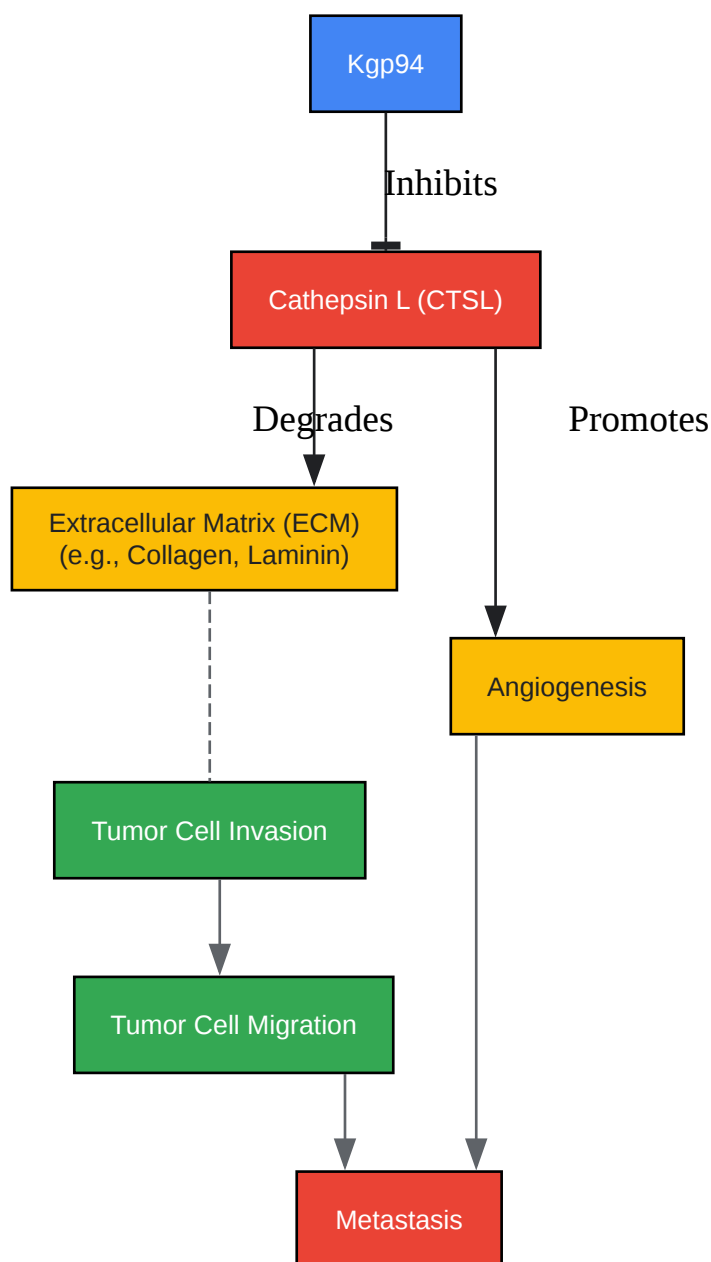 Kgp94
Inhibits
Cathepsin L (CTSL)
Degrades
Promotes
Extracellular Matrix (ECM)
(e.g., Collagen, Laminin)
Angiogenesis
Tumor Cell Invasion
Tumor Cell Migration
Metastasis